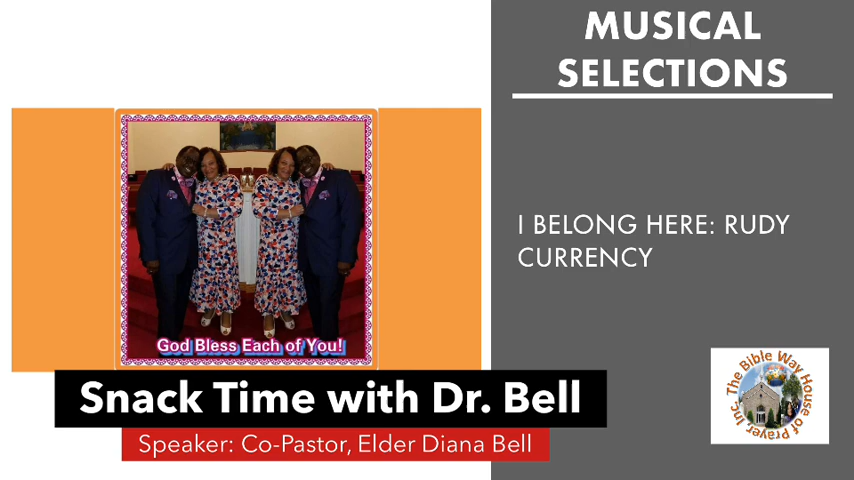 MUSICAL
SELECTIONS
I BELONG HERE: RUDY
CURRENCY
God Bless Each of You!
Snack Time with Dr. Bell
Speaker: Co-Pastor, Elder Diana Bell
The Bible Way House of Prayer, Inc.